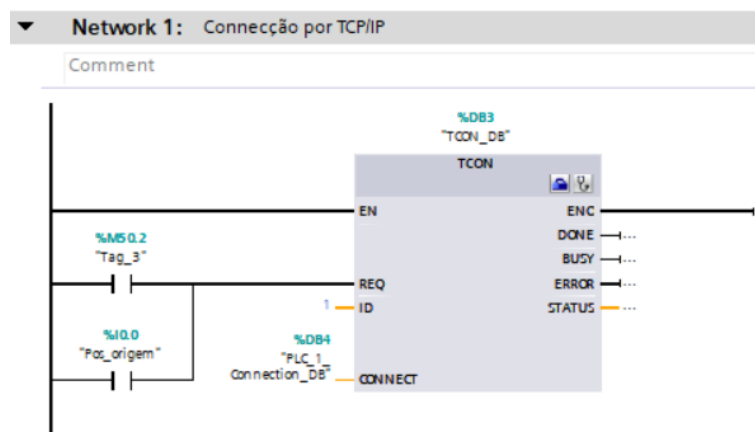 Network 1: Connecção por TCP/IP
Comment
%DB3
"TCON_DB"
TCON
EN
ENC
%M50.2
"Tag_3"
DONE
...
BUSY
...
REQ
ERROR
...
1
ID
STATUS
...
%I0.0
"Pos_origem"
%DB4
"PLC_1_
Connection_DB"
CONNECT